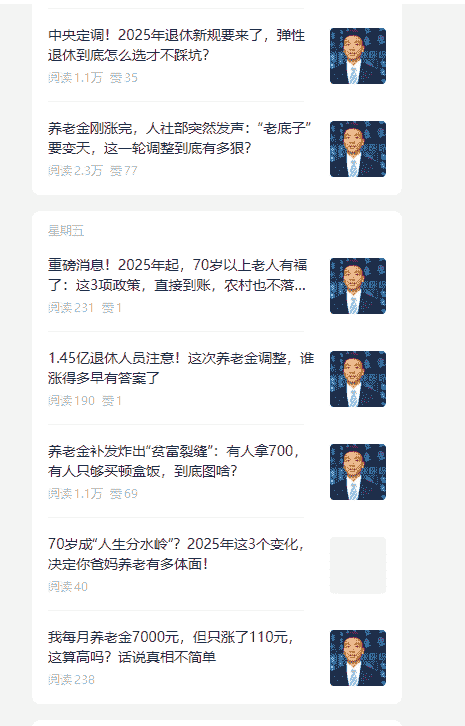 中央定调！2025年退休新规要来了，弹性
退休到底怎么选才不踩坑？
阅读1.1万 赞35
养老金刚涨完，人社部突然发声：“老底子”
要变天，这一轮调整到底有多狠？
阅读2.3万 赞77
星期五
重磅消息！2025年起，70岁以上老人有福
了：这3项政策，直接到账，农村也不落...
阅读231 赞1
1.45亿退休人员注意！这次养老金调整，谁
涨得多早有答案了
阅读190 赞1
养老金补发炸出“贫富裂缝”：有人拿700，
有人只够买顿盒饭，到底图啥？
阅读1.1万 赞69
70岁成“人生分水岭”？2025年这3个变化，
决定你爸妈养老有多体面！
阅读40
我每月养老金7000元，但只涨了110元，
这算高吗？话说真相不简单
阅读238